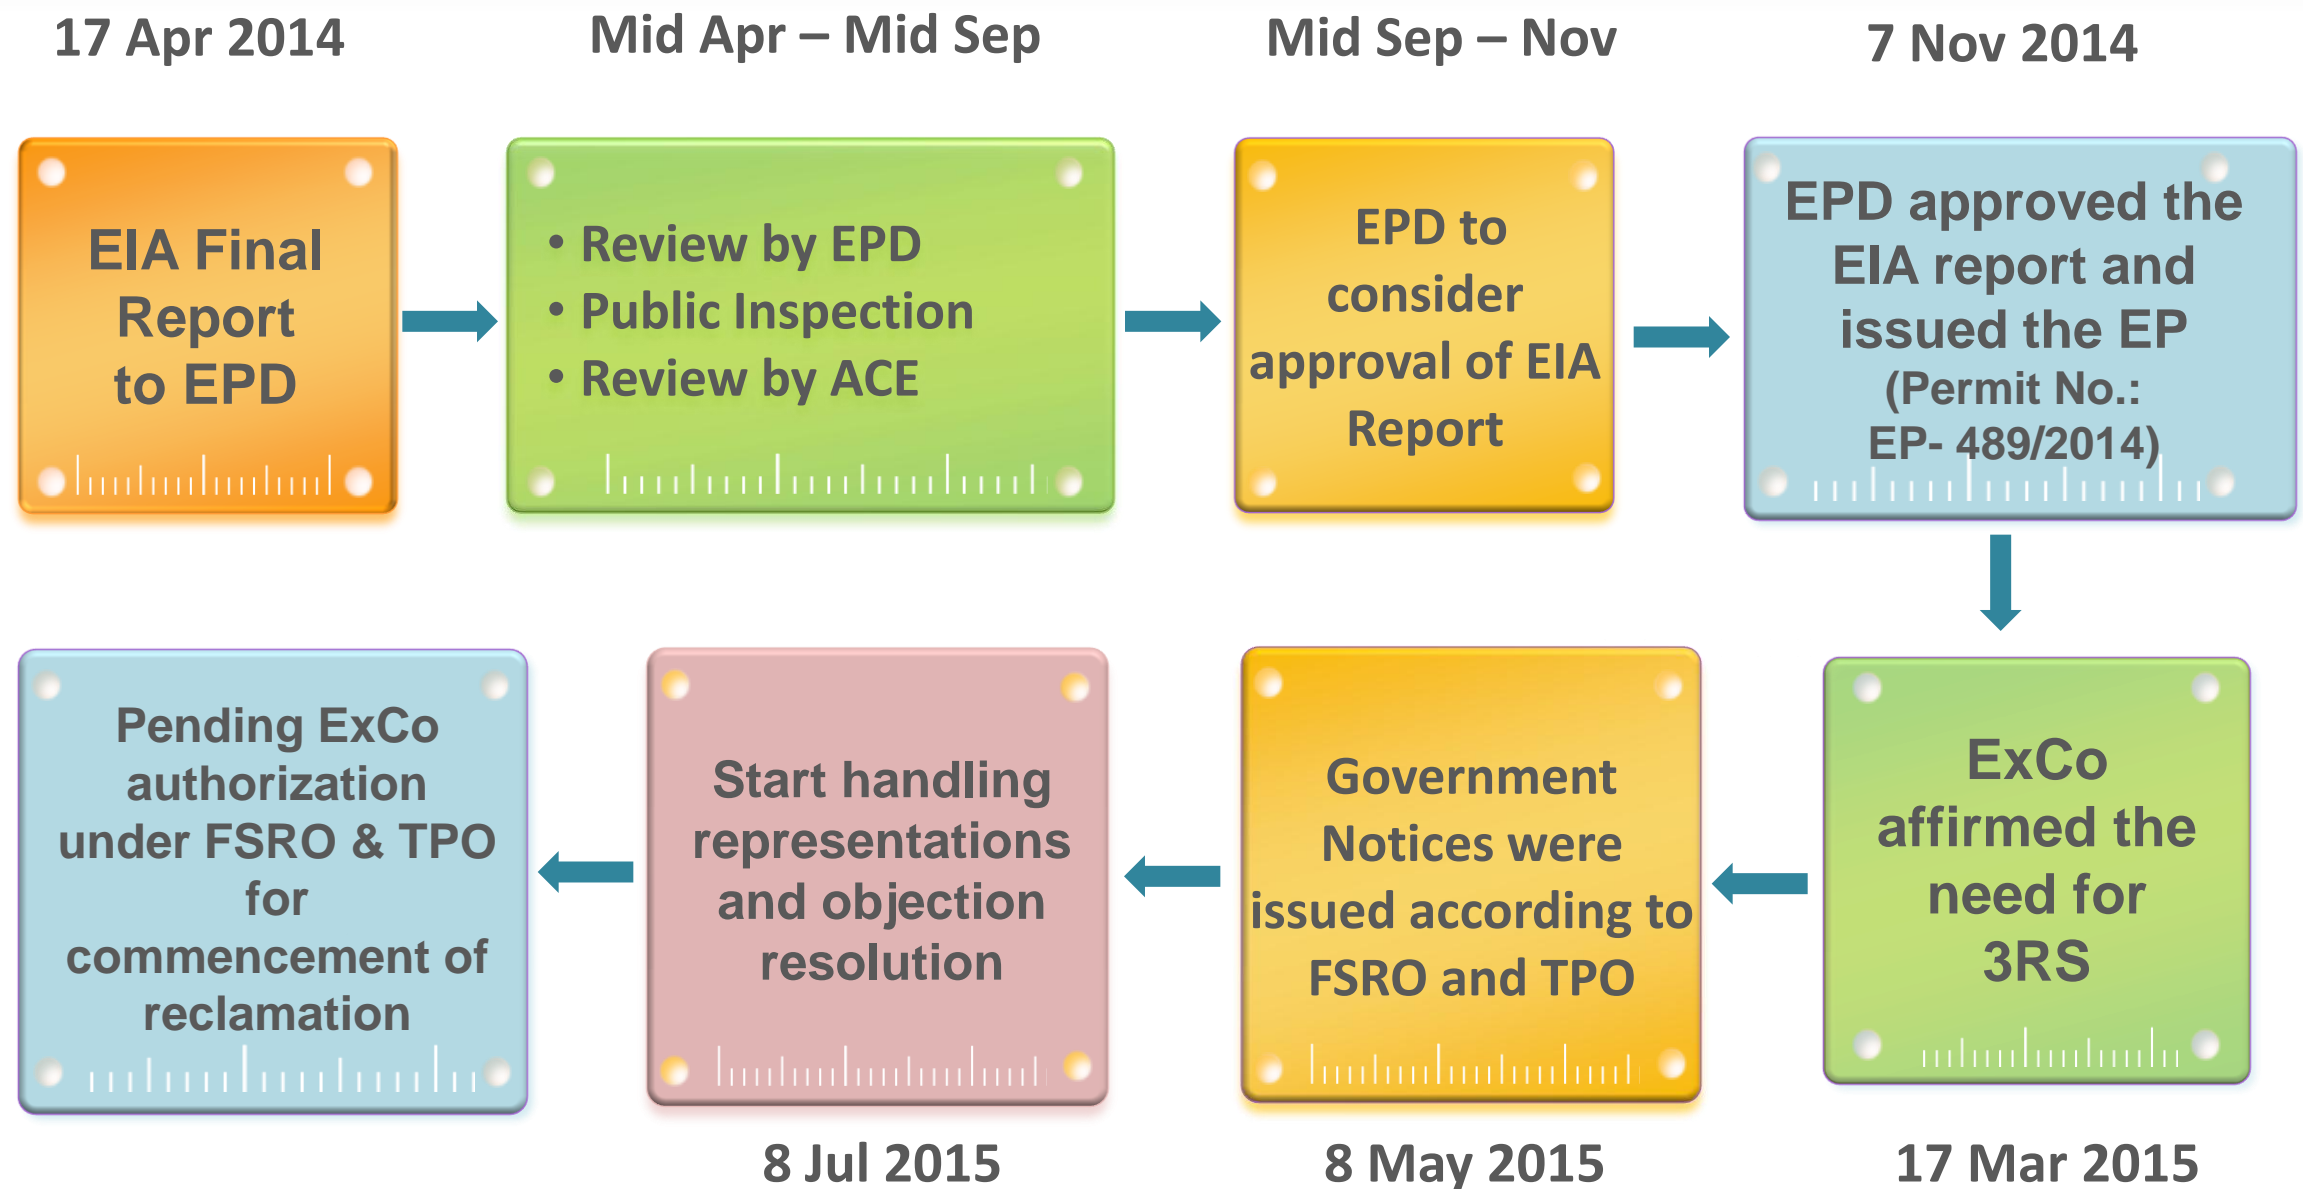 17 Apr 2014
Mid Apr – Mid Sep
Mid Sep – Nov
7 Nov 2014
EIA Final
Report
to EPD
• Review by EPD
• Public Inspection
• Review by ACE
EPD to
consider
approval of EIA
Report
EPD approved the
EIA report and
issued the EP
(Permit No.:
EP- 489/2014)
ExCo
affirmed the
need for
3RS
17 Mar 2015
Government
Notices were
issued according to
FSRO and TPO
8 May 2015
Start handling
representations
and objection
resolution
8 Jul 2015
Pending ExCo
authorization
under FSRO & TPO
for
commencement of
reclamation